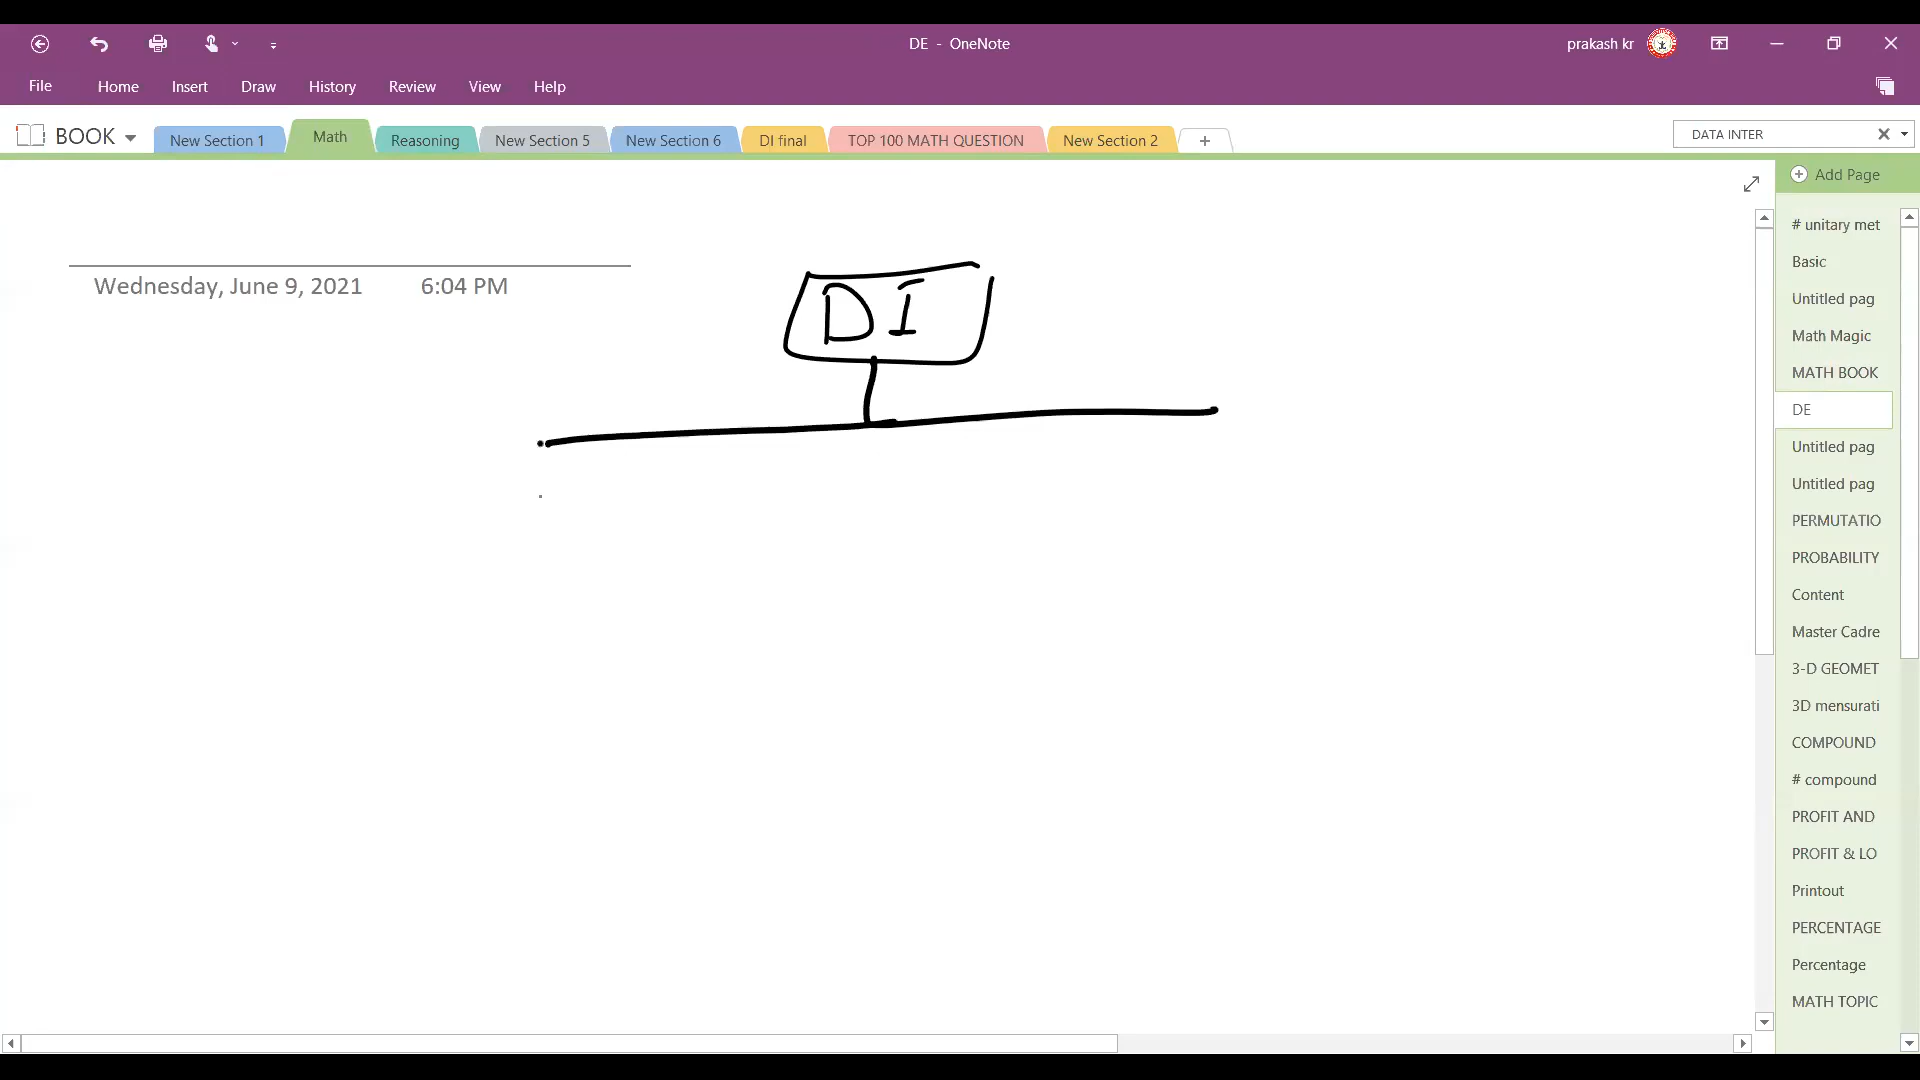 DE - OneNote
prakash kr
File Home Insert Draw History Review View Help
BOOK
New Section 1 Math Reasoning New Section 5 New Section 6 DI final TOP 100 MATH QUESTION New Section 2
DATA INTER
Add Page
Wednesday, June 9, 2021 6:04 PM
DI
# unitary met
Basic
Untitled pag
Math Magic
MATH BOOK
DE
Untitled pag
Untitled pag
PERMUTATIO
PROBABILITY
Content
Master Cadre
3-D GEOMET
3D mensurati
COMPOUND
# compound
PROFIT AND
PROFIT & LO
Printout
PERCENTAGE
Percentage
MATH TOPIC